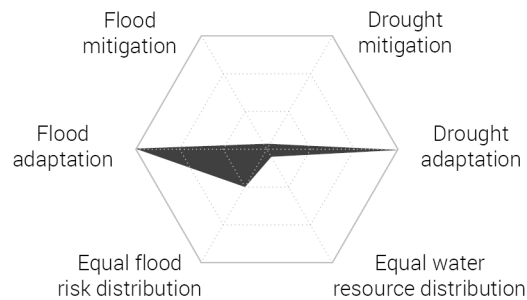 Flood
mitigation
Drought
mitigation
Flood
adaptation
Drought
adaptation
Equal flood
risk distribution
Equal water
resource distribution